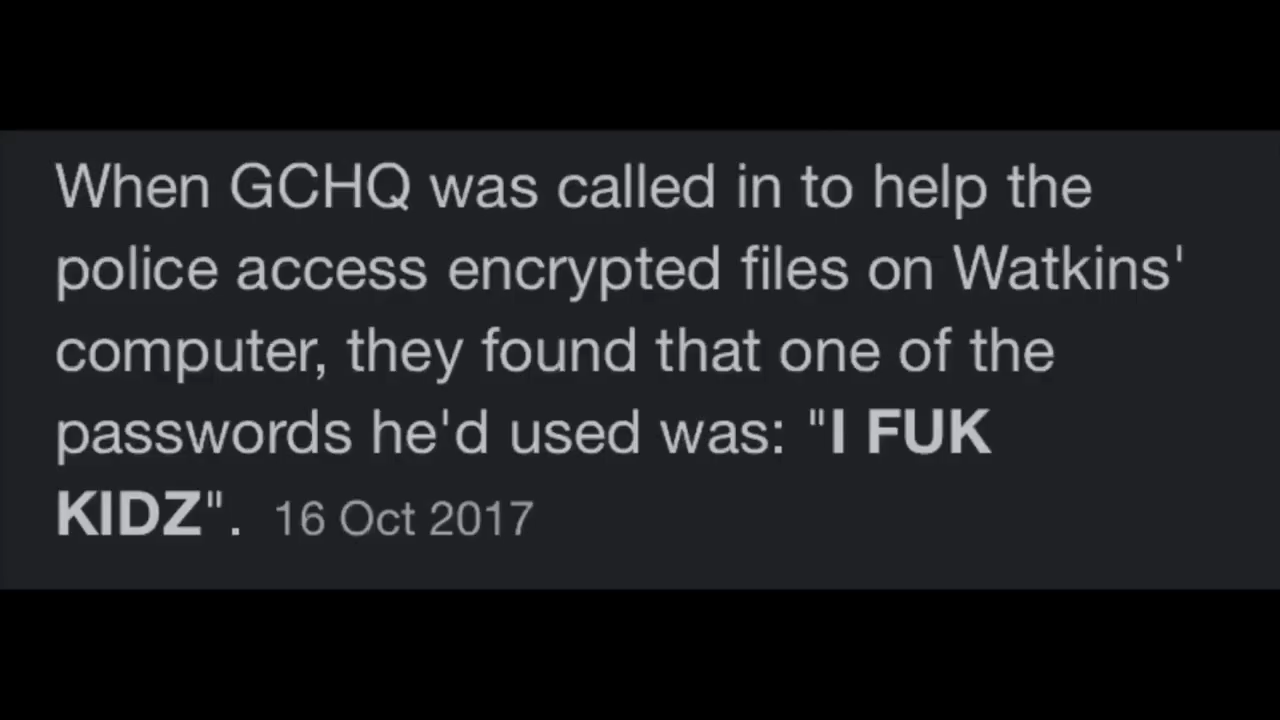 When GCHQ was called in to help the
police access encrypted files on Watkins'
computer, they found that one of the
passwords he'd used was: "I FUK
KIDZ". 16 Oct 2017